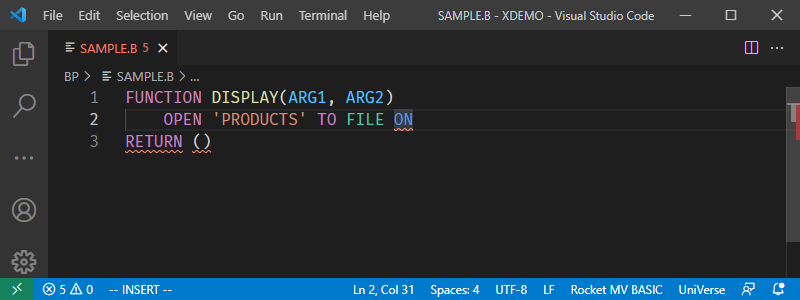 File Edit Selection View Go Run Terminal Help SAMPLE.B - XDEMO - Visual Studio Code
SAMPLE.B 5
BP > SAMPLE.B > ...
1 FUNCTION DISPLAY(ARG1, ARG2)
2 OPEN 'PRODUCTS' TO FILE ON
3 RETURN ()
5 0 -- INSERT -- Ln 2, Col 31 Spaces: 4 UTF-8 LF Rocket MV BASIC UniVerse